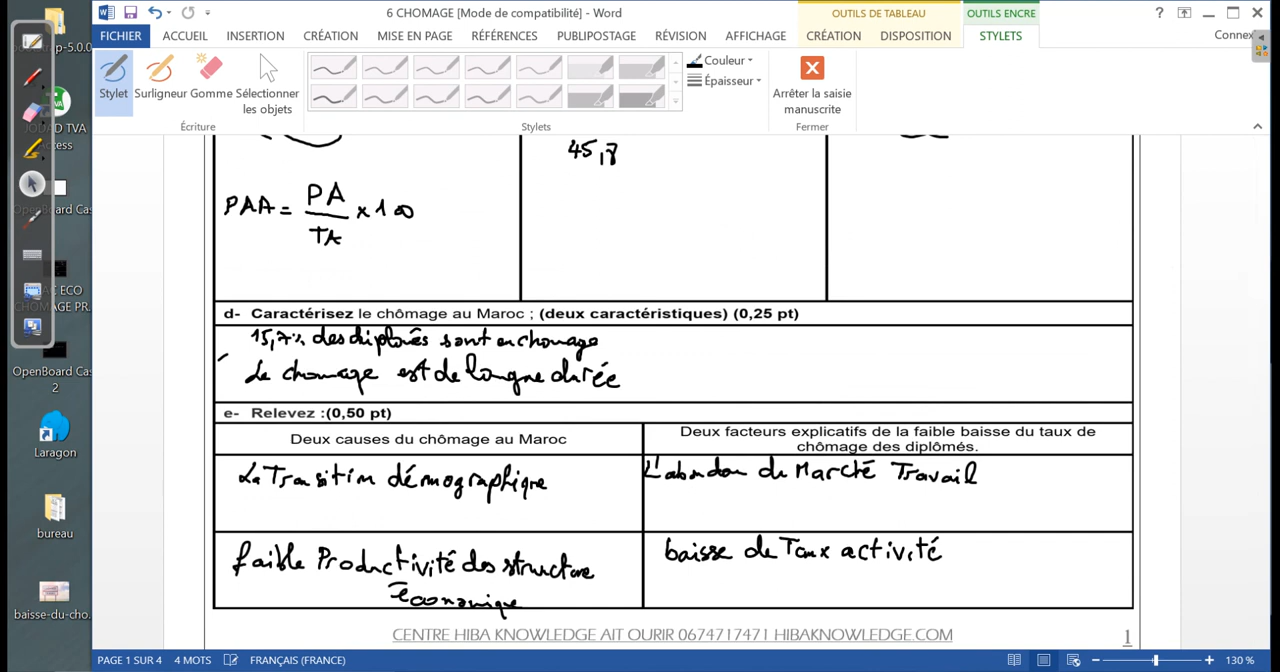 6 CHOMAGE [Mode de compatibilité] - Word
OUTILS DE TABLEAU
OUTILS ENCRE
FICHIER ACCUEIL INSERTION CRÉATION MISE EN PAGE RÉFÉRENCES PUBLIPOSTAGE RÉVISION AFFICHAGE CRÉATION DISPOSITION STYLETS
Connex
Stylet Surligneur Gomme Sélectionner les objets
Couleur
Épaisseur
Arrêter la saisie manuscrite
Écriture Stylets Fermer
45,8
PAA = PA / TA x 100
d- Caractérisez le chômage au Maroc ; (deux caractéristiques) (0,25 pt)
15,7% des diplomês sont en chomage
Le chomage est de longue durée
e- Relevez :(0,50 pt)
Deux causes du chômage au Maroc
Deux facteurs explicatifs de la faible baisse du taux de
chômage des diplômés.
La Transition démographique
L'abandon du Marché Travail
faible Productivité des structure
économique
baisse de Taux activité
CENTRE HIBA KNOWLEDGE AIT OURIR 0674717471 HIBAKNOWLEDGE.COM
1
PAGE 1 SUR 4 4 MOTS FRANÇAIS (FRANCE) 130 %
JODAD TVA
OpenBoard Cas
2
Laragon
bureau
baisse-du-cho...